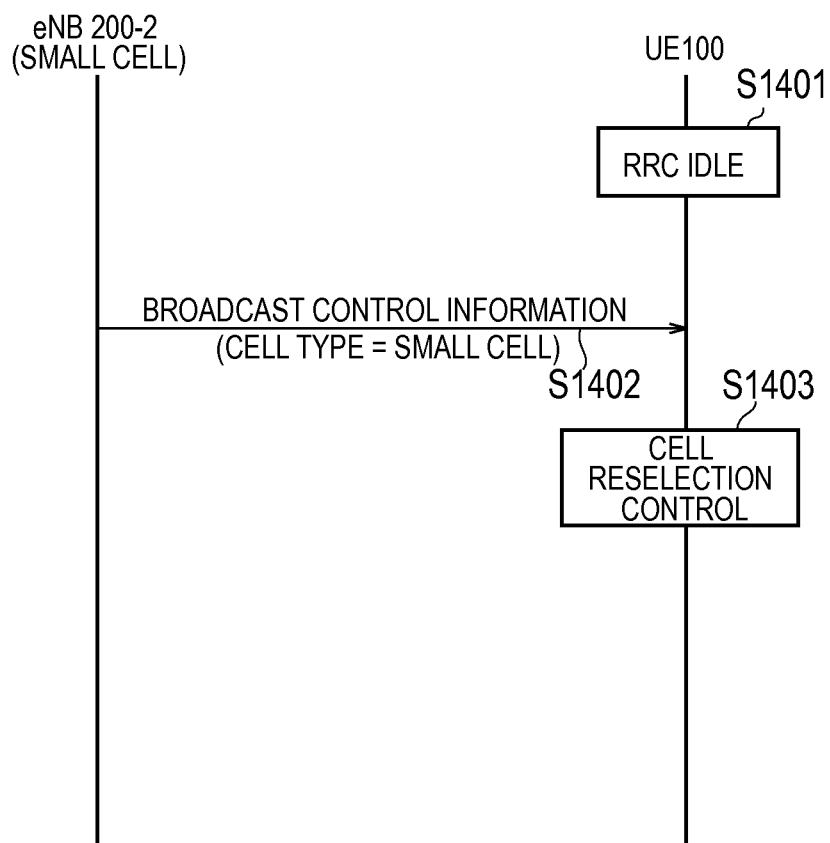 eNB 200-2
(SMALL CELL)
UE100
S1401
RRC IDLE
BROADCAST CONTROL INFORMATION
(CELL TYPE = SMALL CELL)
S1402
S1403
CELL
RESELECTION
CONTROL